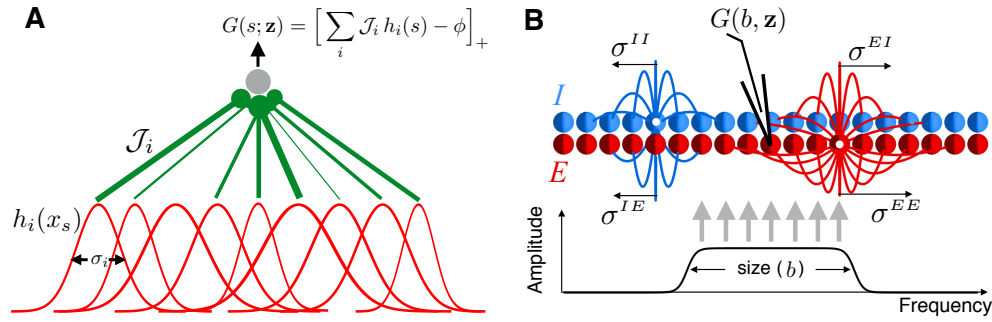 A
G(s; z) = [ ∑_i 𝒥_i h_i(s) − ϕ ]_+
𝒥_i
h_i(x_s)
σ_i
B
G(b, z)
σ^{II}
σ^{EI}
I
E
σ^{IE}
σ^{EE}
Amplitude
size (b)
Frequency